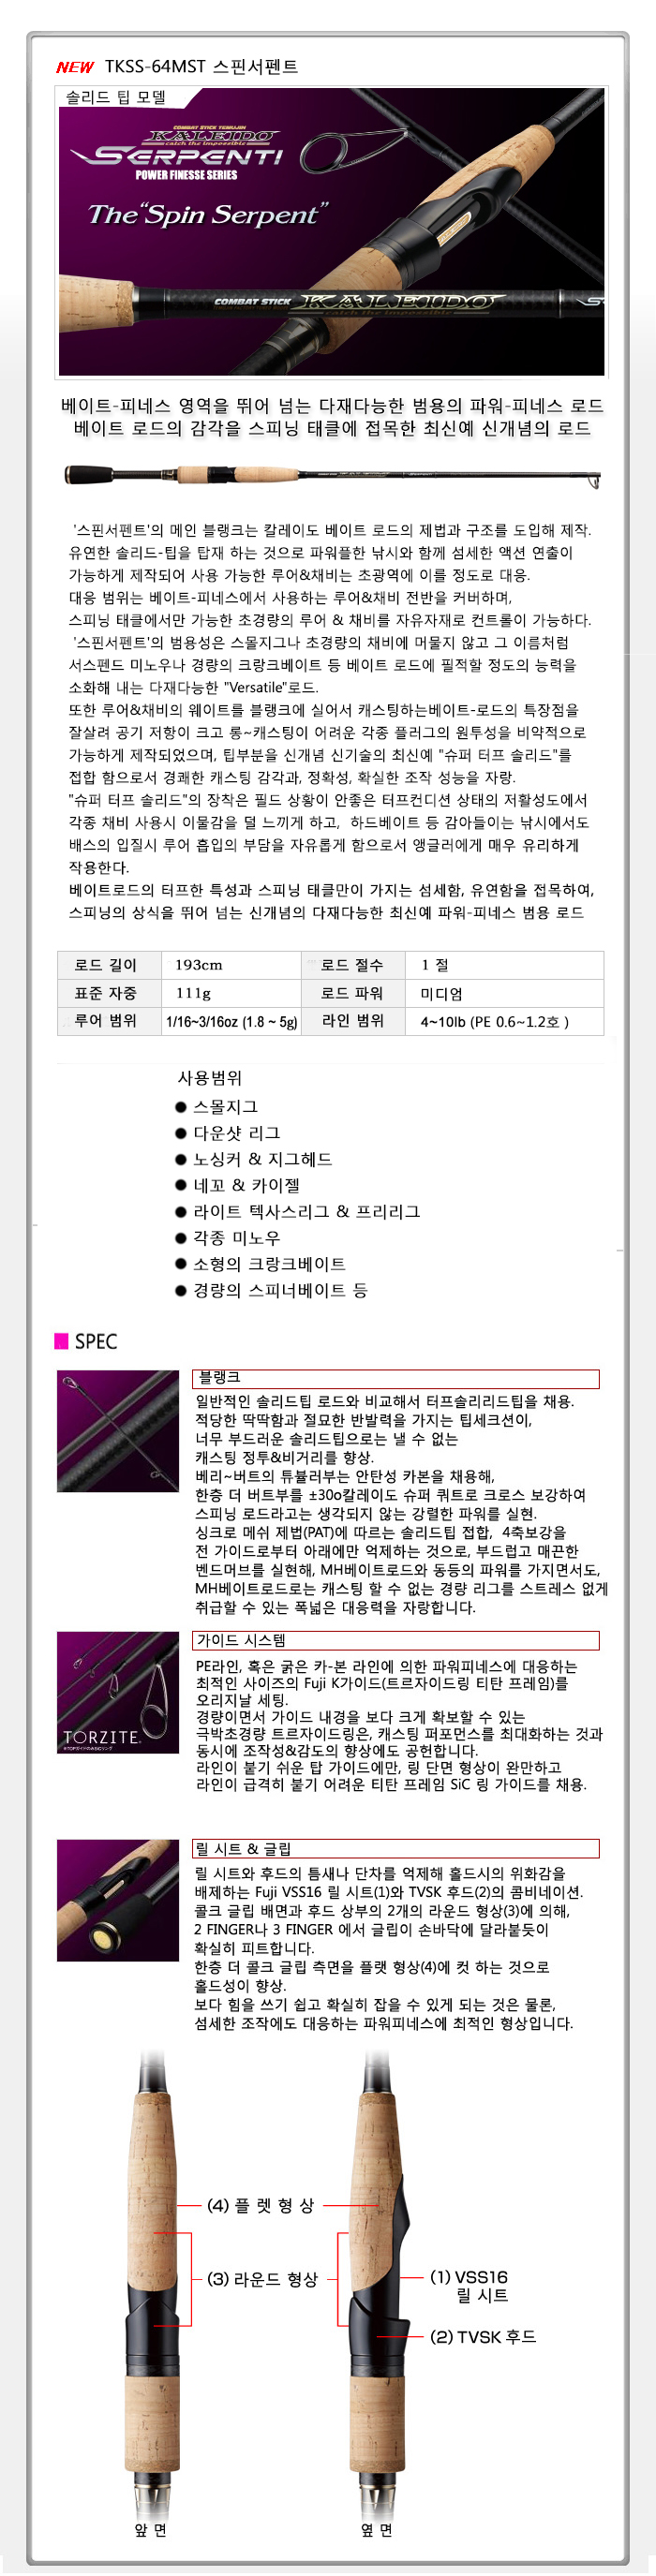 NEW TKSS-64MST 스핀서펜트
솔리드 팁 모델
COMBAT STICK TEMUJIN
KALEIDO
catch the impossible
SERPENTI
POWER FINESSE SERIES
The "Spin Serpent"
COMBAT STICK KALEIDO
catch the impossible
베이트-피네스 영역을 뛰어 넘는 다재다능한 범용의 파워-피네스 로드
베이트 로드의 감각을 스피닝 태클에 접목한 최신예 신개념의 로드
'스핀서펜트'의 메인 블랭크는 칼레이도 베이트 로드의 제법과 구조를 도입해 제작.
유연한 솔리드-팁을 탑재 하는 것으로 파워플한 낚시와 함께 섬세한 액션 연출이
가능하게 제작되어 사용 가능한 루어&채비는 초광역에 이를 정도로 대응.
대응 범위는 베이트-피네스에서 사용하는 루어&채비 전반을 커버하며,
스피닝 태클에서만 가능한 초경량의 루어 & 채비를 자유자재로 컨트롤이 가능하다.
'스핀서펜트'의 범용성은 스몰지그나 초경량의 채비에 머물지 않고 그 이름처럼
서스펜드 미노우나 경량의 크랑크베이트 등 베이트 로드에 필적할 정도의 능력을
소화해 내는 다재다능한 "Versatile"로드.
또한 루어&채비의 웨이트를 블랭크에 실어서 캐스팅하는베이트-로드의 특장점을
잘살려 공기 저항이 크고 롱~캐스팅이 어려운 각종 플러그의 원투성을 비약적으로
가능하게 제작되었으며, 팁부분을 신개념 신기술의 최신예 "슈퍼 터프 솔리드"를
접합 함으로서 경쾌한 캐스팅 감각과, 정확성, 확실한 조작 성능을 자랑.
"슈퍼 터프 솔리드"의 장착은 필드 상황이 안좋은 터프컨디션 상태의 저활성도에서
각종 채비 사용시 이물감을 덜 느끼게 하고, 하드베이트 등 감아들이는 낚시에서도
배스의 입질시 루어 흡입의 부담을 자유롭게 함으로서 앵글러에게 매우 유리하게
작용한다.
베이트로드의 터프한 특성과 스피닝 태클만이 가지는 섬세함, 유연함을 접목하여,
스피닝의 상식을 뛰어 넘는 신개념의 다재다능한 최신예 파워-피네스 범용 로드
로드 길이 193cm 로드 절수 1 절
표준 자중 111g 로드 파워 미디엄
루어 범위 1/16~3/16oz (1.8 ~ 5g) 라인 범위 4~10lb (PE 0.6~1.2호 )
사용범위
● 스몰지그
● 다운샷 리그
● 노싱커 & 지그헤드
● 네꼬 & 카이젤
● 라이트 텍사스리그 & 프리리그
● 각종 미노우
● 소형의 크랑크베이트
● 경량의 스피너베이트 등
SPEC
블랭크
일반적인 솔리드팁 로드와 비교해서 터프솔리리드팁을 채용.
적당한 딱딱함과 절묘한 반발력을 가지는 팁세크션이,
너무 부드러운 솔리드팁으로는 낼 수 없는
캐스팅 정투&비거리를 향상.
베리~버트의 튜뷸러부는 안탄성 카본을 채용해,
한층 더 버트부를 ±30o칼레이도 슈퍼 쿼트로 크로스 보강하여
스피닝 로드라고는 생각되지 않는 강렬한 파워를 실현.
싱크로 메쉬 제법(PAT)에 따르는 솔리드팁 접합, 4축보강을
전 가이드로부터 아래에만 억제하는 것으로, 부드럽고 매끈한
벤드머브를 실현해, MH베이트로드와 동등의 파워를 가지면서도,
MH베이트로드로는 캐스팅 할 수 없는 경량 리그를 스트레스 없게
취급할 수 있는 폭넓은 대응력을 자랑합니다.
가이드 시스템
TORZITE
PE라인, 혹은 굵은 카-본 라인에 의한 파워피네스에 대응하는
최적인 사이즈의 Fuji K가이드(트르자이드링 티탄 프레임)를
오리지날 세팅.
경량이면서 가이드 내경을 보다 크게 확보할 수 있는
극박초경량 트르자이드링은, 캐스팅 퍼포먼스를 최대화하는 것과
동시에 조작성&감도의 향상에도 공헌합니다.
라인이 붙기 쉬운 탑 가이드에만, 링 단면 형상이 완만하고
라인이 급격히 붙기 어려운 티탄 프레임 SiC 링 가이드를 채용.
릴 시트 & 글립
릴 시트와 후드의 틈새나 단차를 억제해 홀드시의 위화감을
배제하는 Fuji VSS16 릴 시트(1)와 TVSK 후드(2)의 콤비네이션.
콜크 글립 배면과 후드 상부의 2개의 라운드 형상(3)에 의해,
2 FINGER나 3 FINGER 에서 글립이 손바닥에 달라붙듯이
확실히 피트합니다.
한층 더 콜크 글립 측면을 플랫 형상(4)에 컷 하는 것으로
홀드성이 향상.
보다 힘을 쓰기 쉽고 확실히 잡을 수 있게 되는 것은 물론,
섬세한 조작에도 대응하는 파워피네스에 최적인 형상입니다.
(4) 플 렛 형 상
(3) 라운드 형상
(1) VSS16
릴 시트
(2) TVSK 후드
앞 면
옆 면